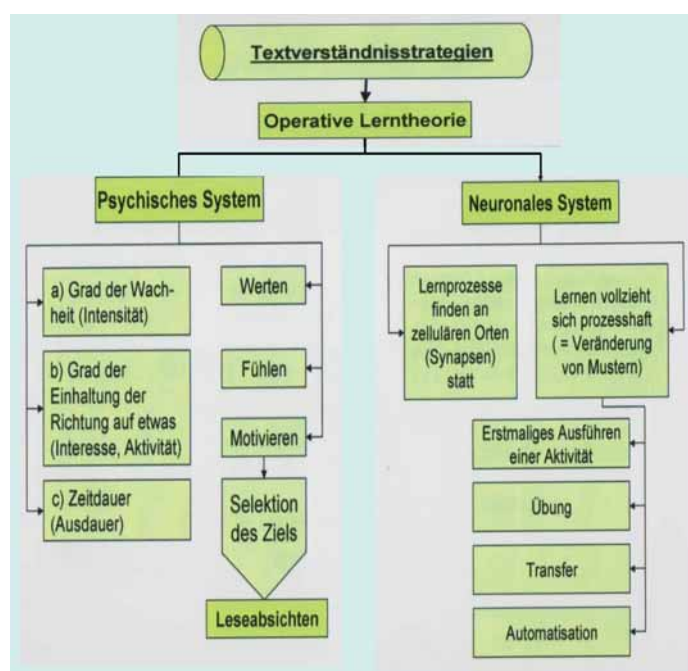 Textverständnisstrategien
Operative Lerntheorie
Psychisches System
a) Grad der Wach-
heit (Intensität)
b) Grad der
Einhaltung der
Richtung auf etwas
(Interesse, Aktivität)
c) Zeitdauer
(Ausdauer)
Werten
Fühlen
Motivieren
Selektion
des Ziels
Leseabsichten
Neuronales System
Lernprozesse
finden an
zellulären Orten
(Synapsen)
statt
Lernen vollzieht
sich prozesshaft
( = Veränderung
von Mustern)
Erstmaliges Ausführen
einer Aktivität
Übung
Transfer
Automatisation